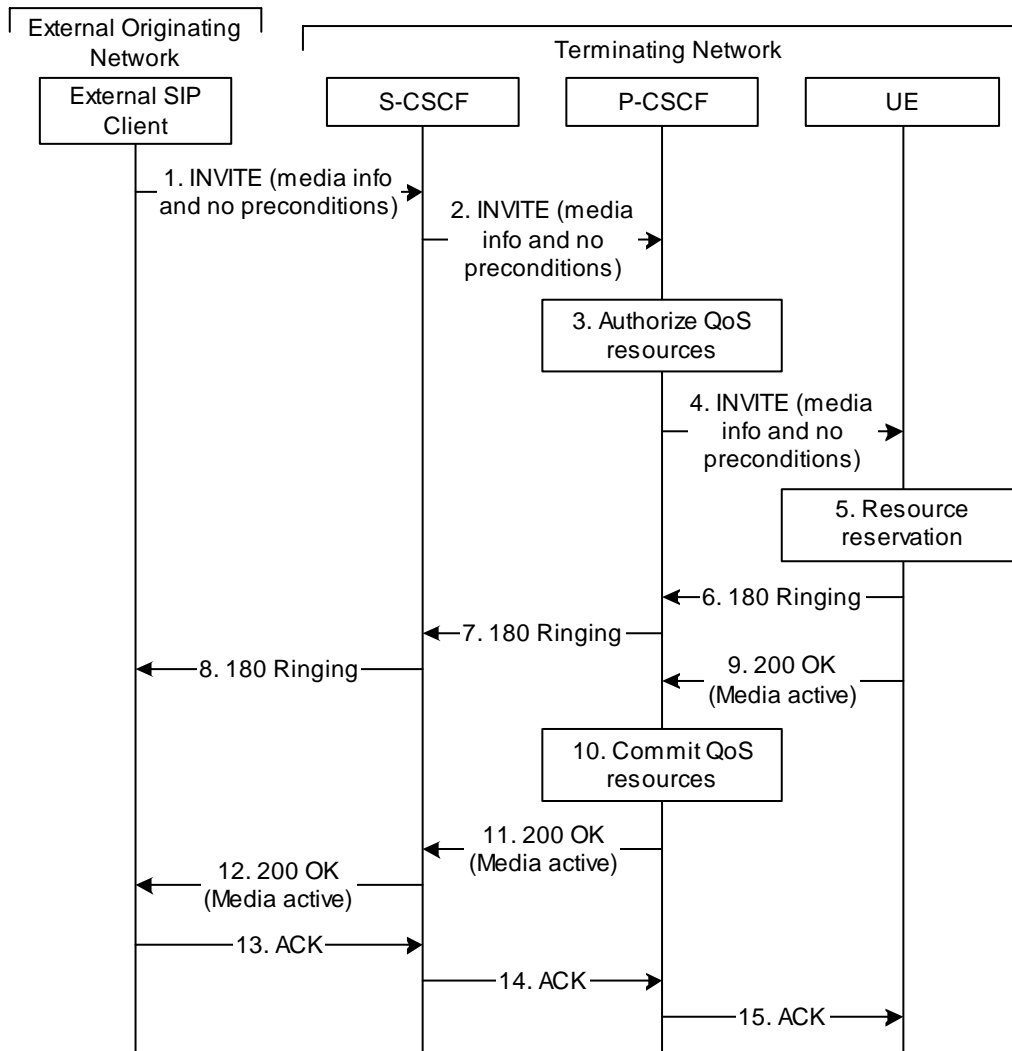 External Originating
Network
Terminating Network
External SIP
Client
S-CSCF
P-CSCF
UE
1. INVITE (media info
and no preconditions)
2. INVITE (media
info and no
preconditions)
3. Authorize QoS
resources
4. INVITE (media
info and no
preconditions)
5. Resource
reservation
6. 180 Ringing
7. 180 Ringing
8. 180 Ringing
9. 200 OK
(Media active)
10. Commit QoS
resources
11. 200 OK
(Media active)
12. 200 OK
(Media active)
13. ACK
14. ACK
15. ACK